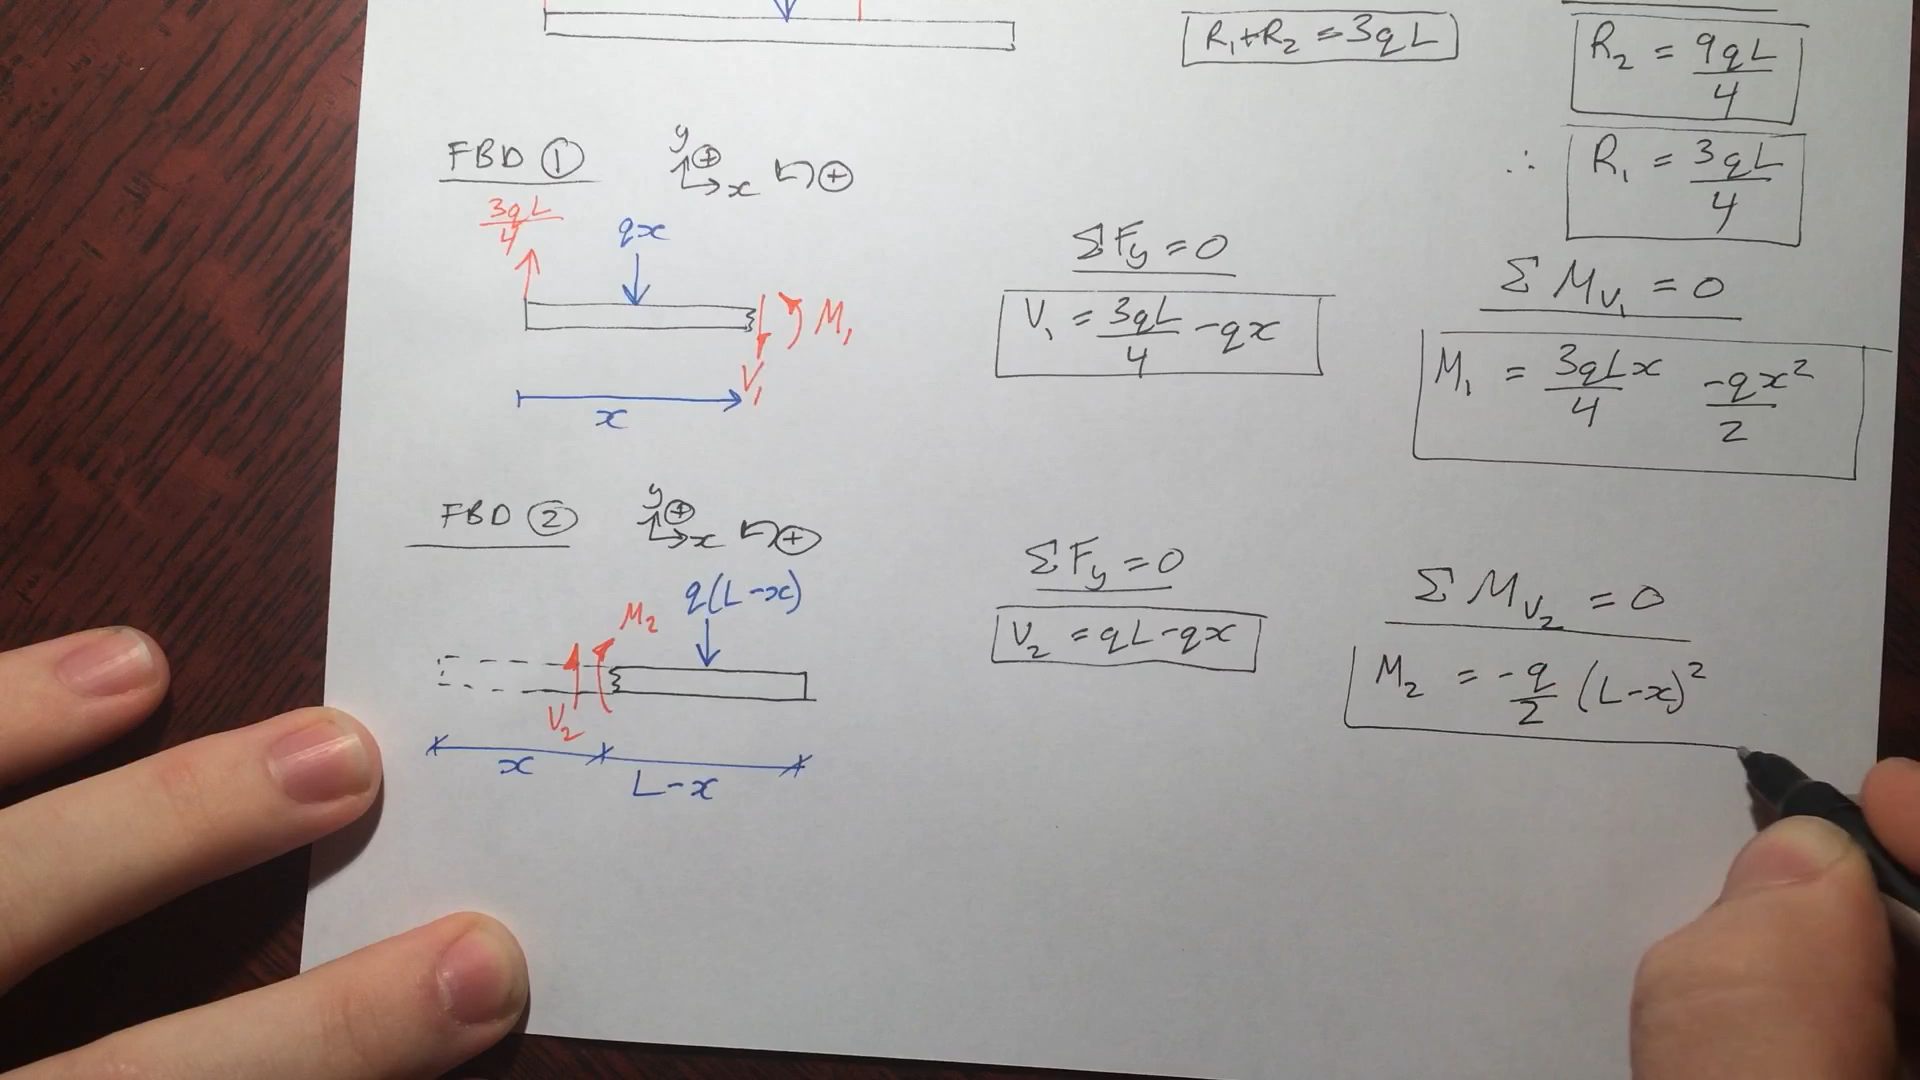 R₁+R₂ = 3qL
R₂ = 9qL/4
∴ R₁ = 3qL/4
FBD ①
y ⊕
x ⊕
3qL/4
qx
M₁
V₁
x
ΣFy = 0
V₁ = 3qL/4 - qx
ΣM_V₁ = 0
M₁ = 3qLx/4 -qx²/2
FBD ②
y ⊕
x ⊕
q(L-x)
M₂
V₂
x
L-x
ΣFy = 0
V₂ = qL-qx
ΣM_V₂ = 0
M₂ = -q/2 (L-x)²